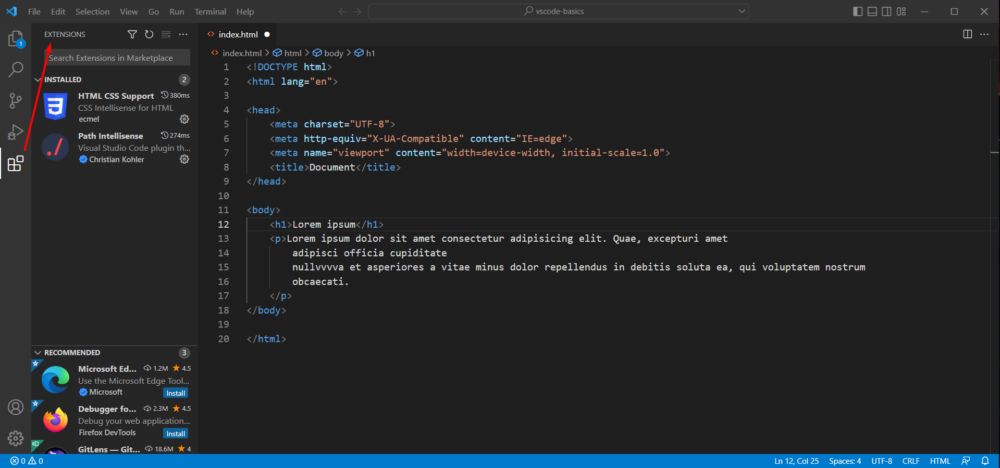 File Edit Selection View Go Run Terminal Help
vscode-basics
1
EXTENSIONS
Search Extensions in Marketplace
INSTALLED 2
HTML CSS Support 380ms
CSS Intellisense for HTML
ecmel
Path Intellisense 274ms
Visual Studio Code plugin th...
Christian Kohler
RECOMMENDED 3
Microsoft Ed... 1.2M 4.5
Use the Microsoft Edge Tool...
Microsoft Install
Debugger fo... 2.3M 4.5
Debug your web application...
Firefox DevTools Install
GitLens — Git... 18.6M 4
index.html
index.html > html > body > h1
1 <!DOCTYPE html>
2 <html lang="en">
3
4 <head>
5 <meta charset="UTF-8">
6 <meta http-equiv="X-UA-Compatible" content="IE=edge">
7 <meta name="viewport" content="width=device-width, initial-scale=1.0">
8 <title>Document</title>
9 </head>
10
11 <body>
12 <h1>Lorem ipsum</h1>
13 <p>Lorem ipsum dolor sit amet consectetur adipisicing elit. Quae, excepturi amet
14 adipisci officia cupiditate
15 nullvvvva et asperiores a vitae minus dolor repellendus in debitis soluta ea, qui voluptatem nostrum
16 obcaecati.
17 </p>
18 </body>
19
20 </html>
0 0
Ln 12, Col 25 Spaces: 4 UTF-8 CRLF HTML